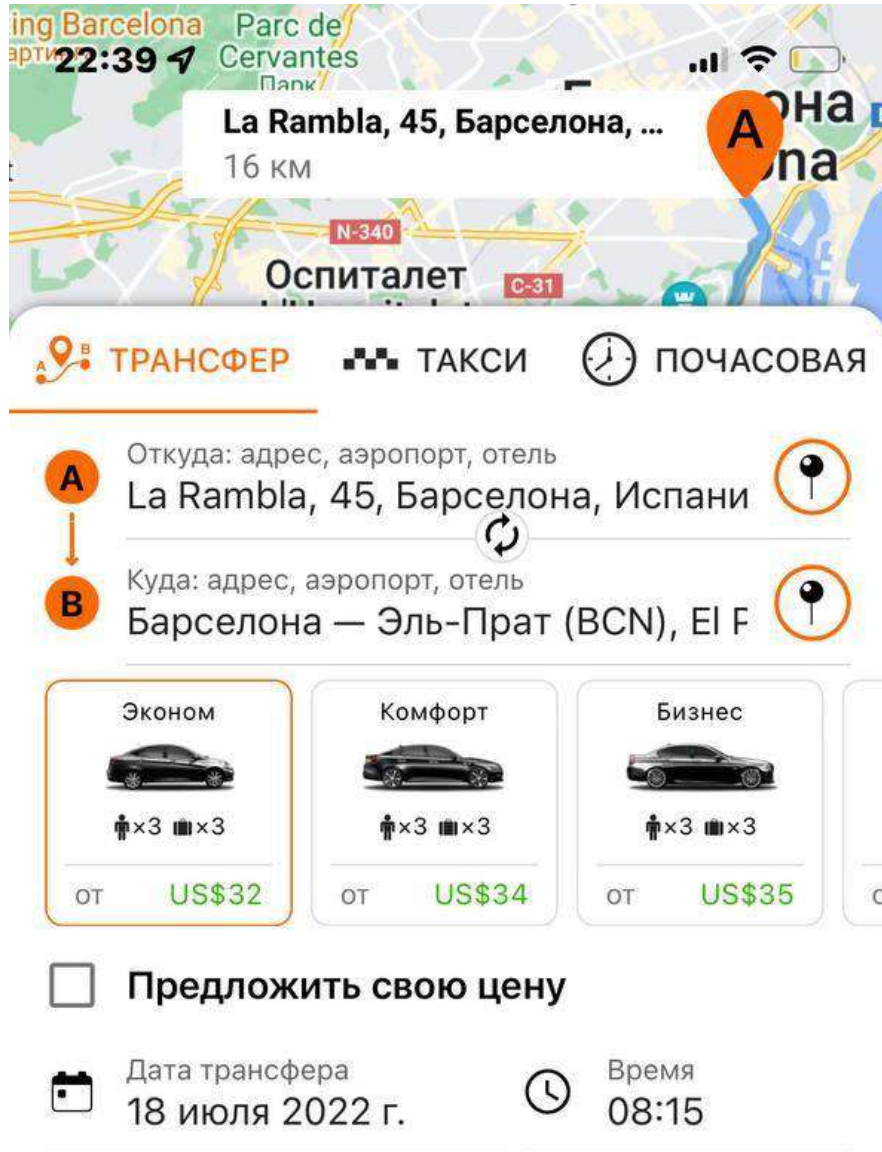 ing Barcelona
Parc de
Cervantes
Парк
22:39
она
ona
La Rambla, 45, Барселона, ...
16 км
A
N-340
Оспиталет
C-31
A B ТРАНСФЕР
ТАКСИ
ПОЧАСОВАЯ
Откуда: адрес, аэропорт, отель
A La Rambla, 45, Барселона, Испани
Куда: адрес, аэропорт, отель
B Барселона — Эль-Прат (BCN), El P
Эконом Комфорт Бизнес
×3 ×3 ×3 ×3 ×3 ×3
от US$32 от US$34 от US$35
Предложить свою цену
Дата трансфера Время
18 июля 2022 г. 08:15